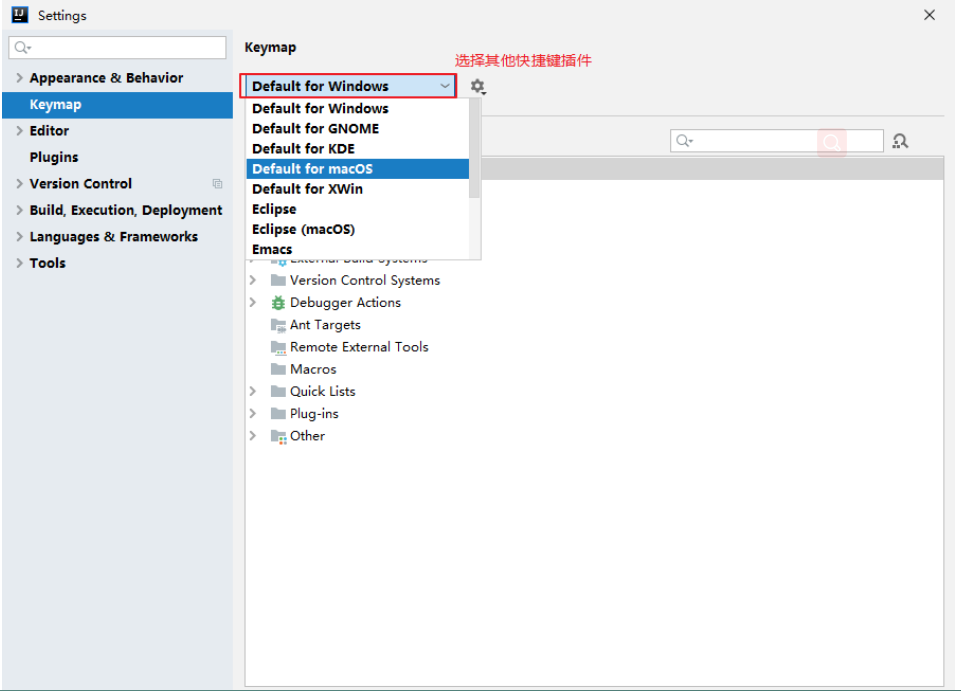 Settings
Appearance & Behavior
Keymap
Editor
Plugins
Version Control
Build, Execution, Deployment
Languages & Frameworks
Tools
Keymap
选择其他快捷键插件
Default for Windows
Default for Windows
Default for GNOME
Default for KDE
Default for macOS
Default for XWin
Eclipse
Eclipse (macOS)
Emacs
External Build Systems
Version Control Systems
Debugger Actions
Ant Targets
Remote External Tools
Macros
Quick Lists
Plug-ins
Other